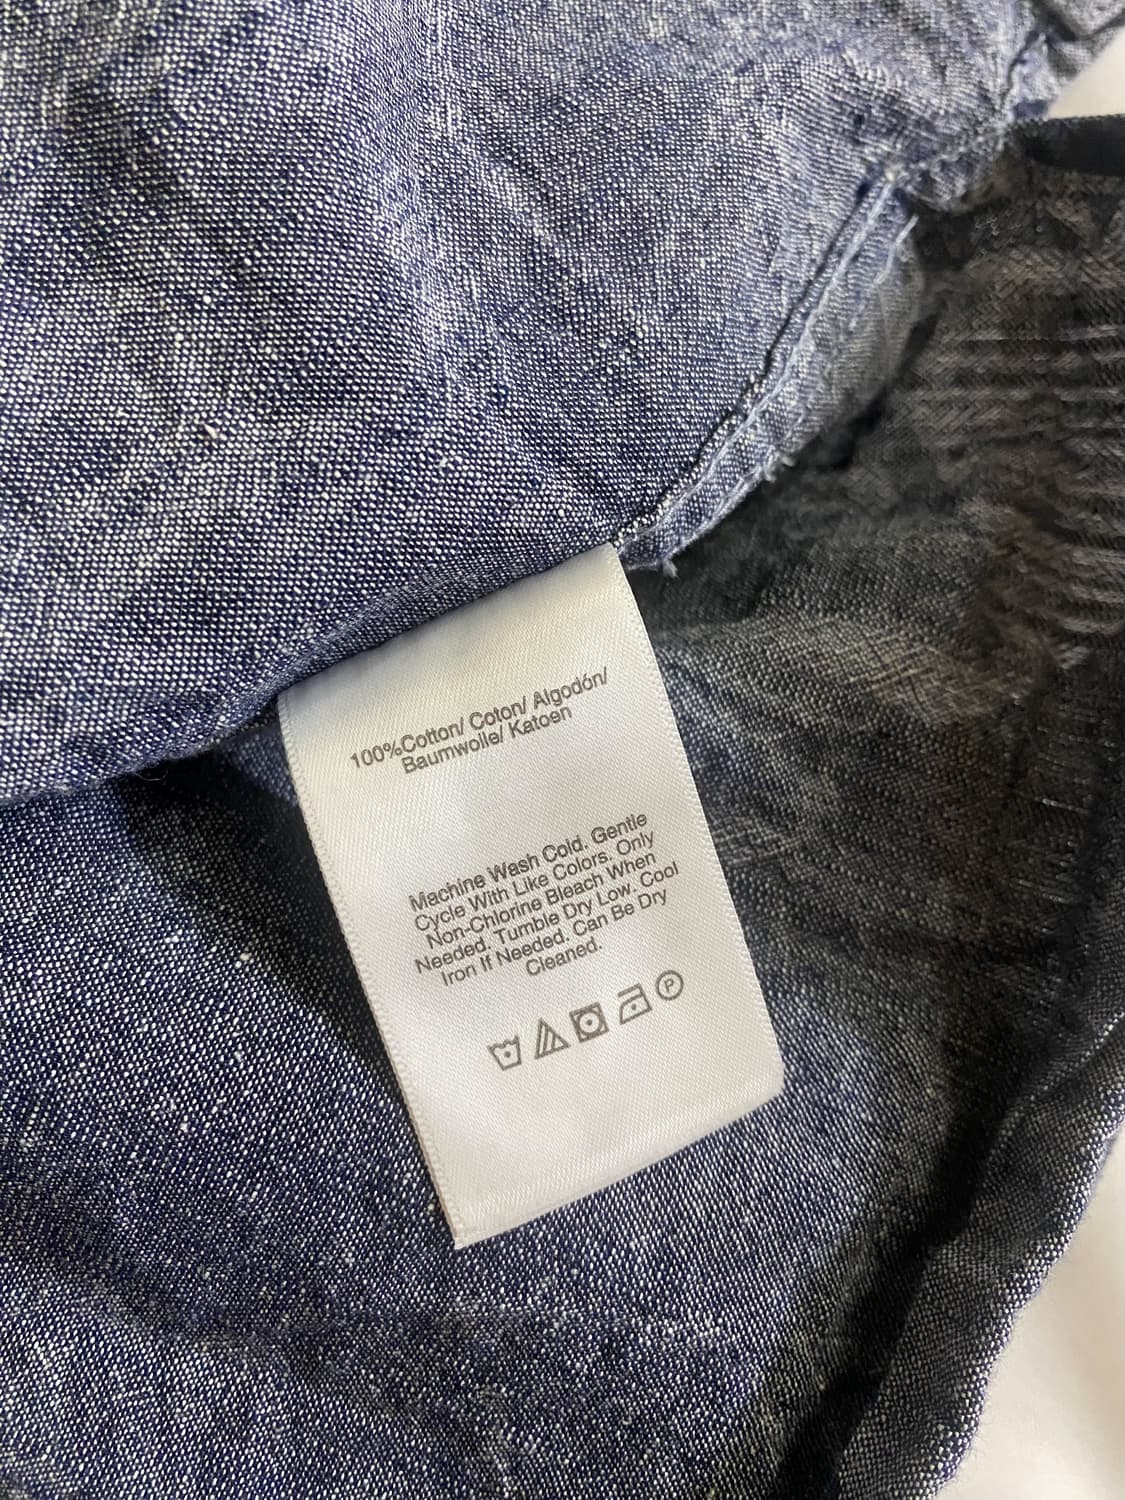 100%Cotton/ Coton/ Algodón/
Baumwolle/ Katoen
Machine Wash Cold. Gentle
Cycle With Like Colors. Only
Non-Chlorine Bleach When
Needed. Tumble Dry Low. Cool
Iron If Needed. Can Be Dry
Cleaned.
P